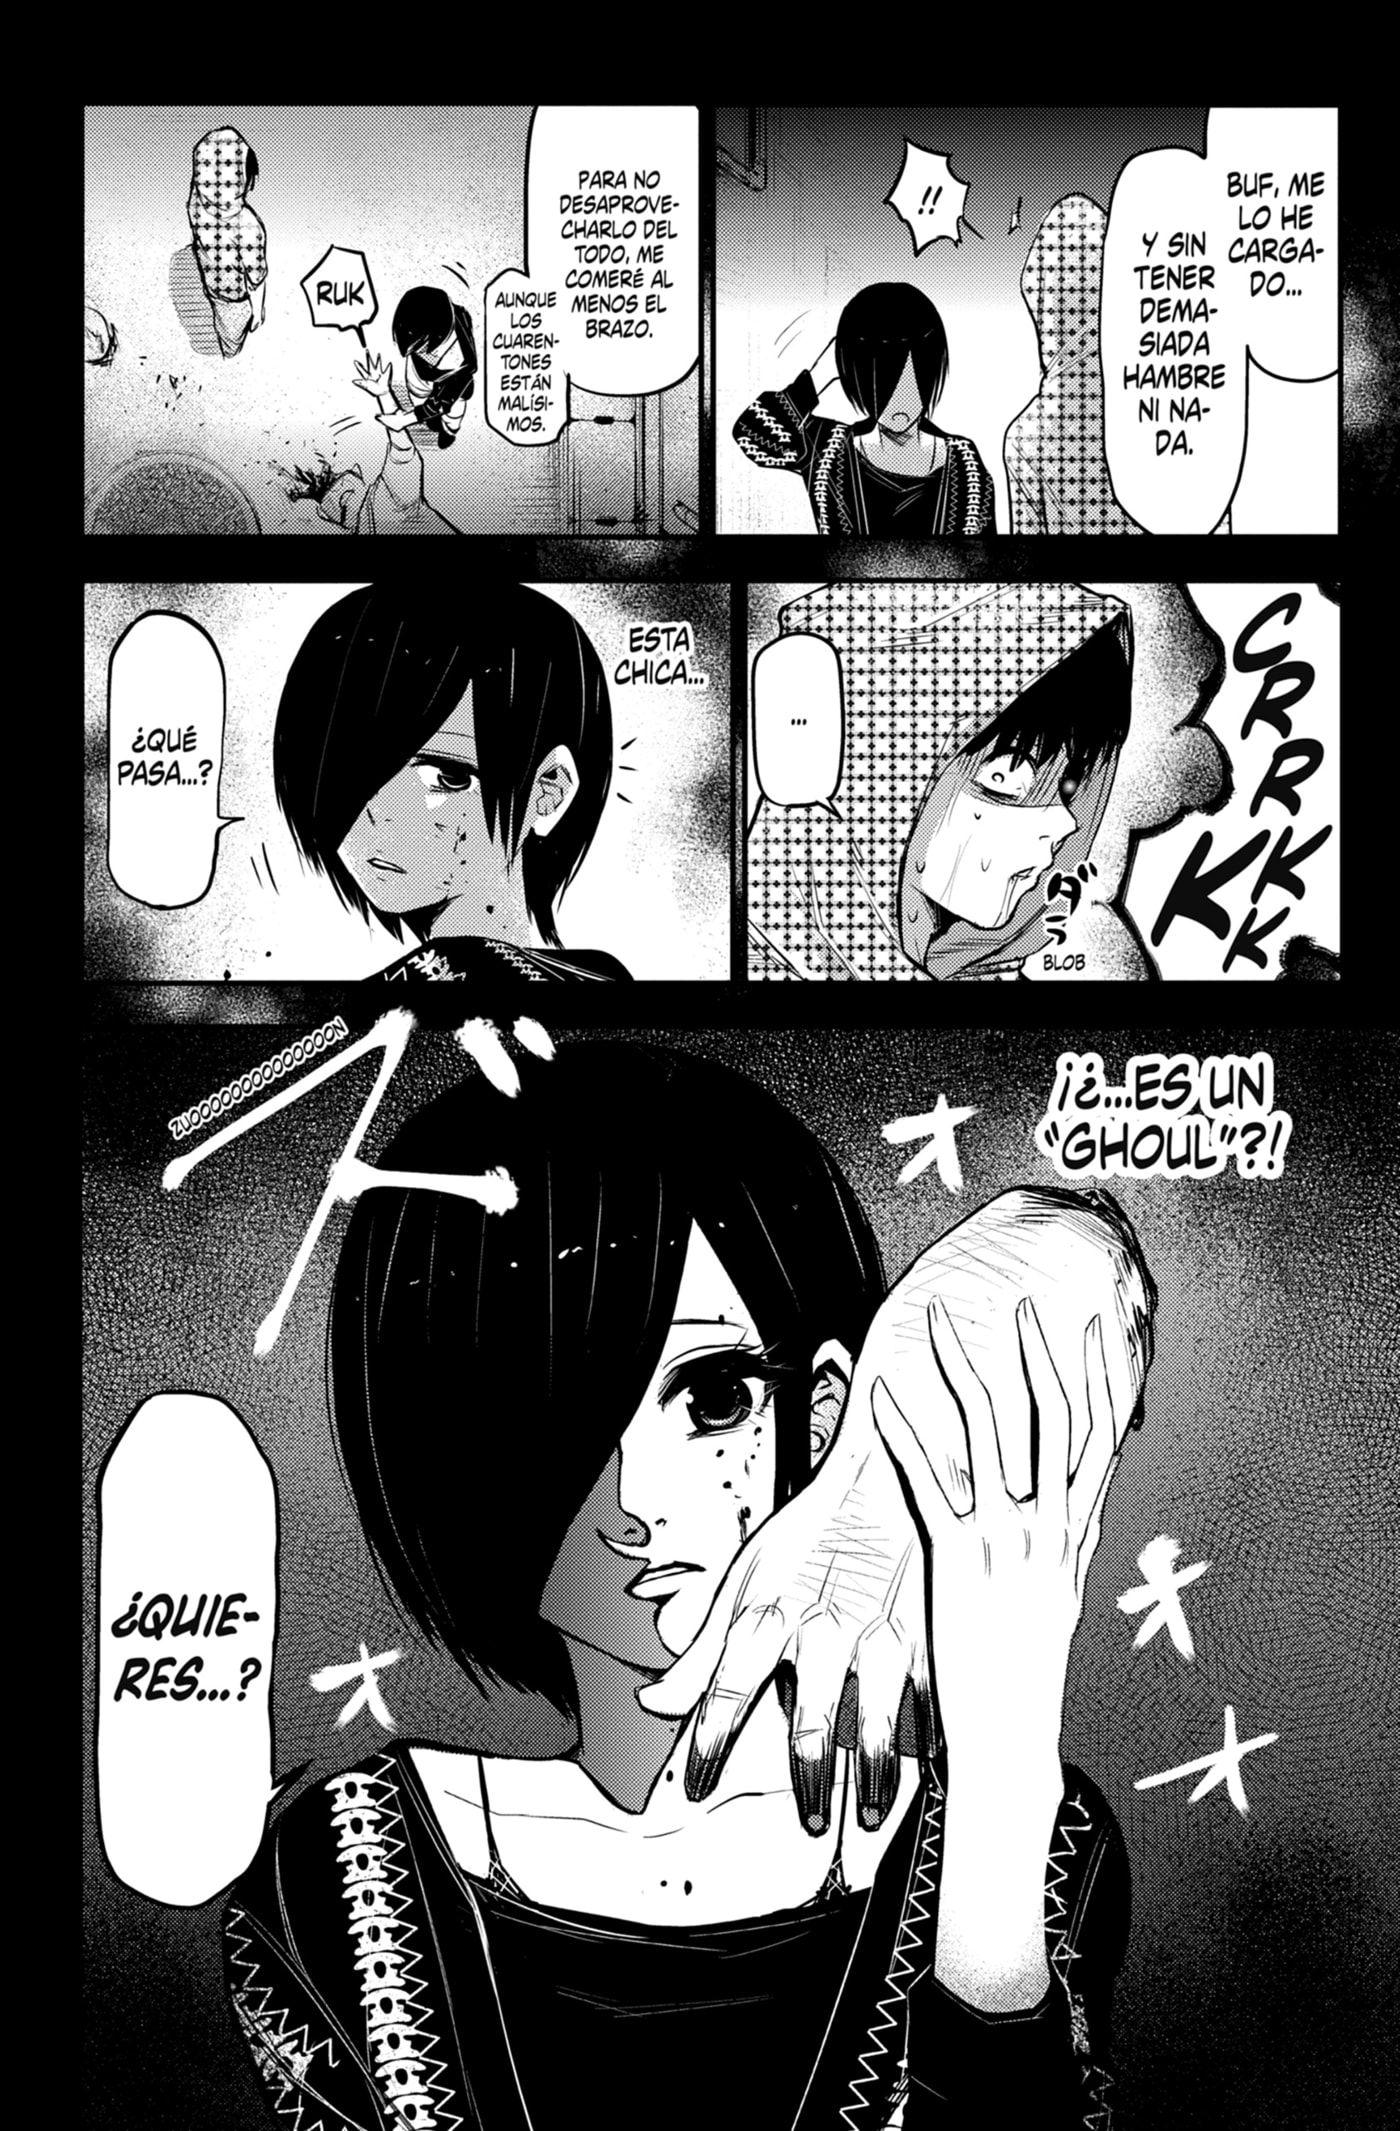 BUF, ME
LO HE
CARGA-
DO...
Y SIN
TENER
DEMA-
SIADA
HAMBRE
NI NA-
DA.
!!
PARA NO
DESAPROVE-
CHARLO DEL
TODO, ME
COMERÉ AL
MENOS EL
BRAZO.
AUNQUE
LOS
CUAREN-
TONES
ESTÁN
MALÍSI-
MOS.
RUK
CRRKKK
...
ダラ
BLOB
ESTA
CHICA...
¿QUÉ
PASA...?
¡¿...ES UN
“GHOUL”?!
ズ
ZUOOOOOOOOOOOOOOON
¿QUIE-
RES...?